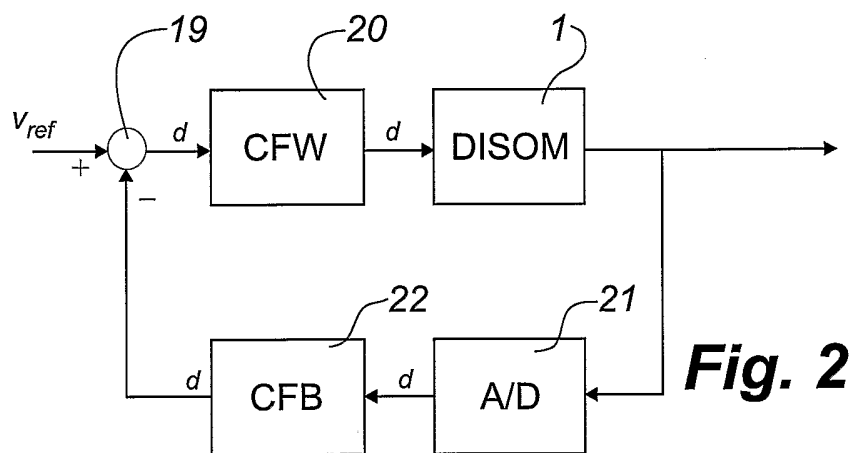 19
20
1
v_ref
+
d
CFW
d
DISOM
−
22
21
d
CFB
d
A/D
Fig. 2